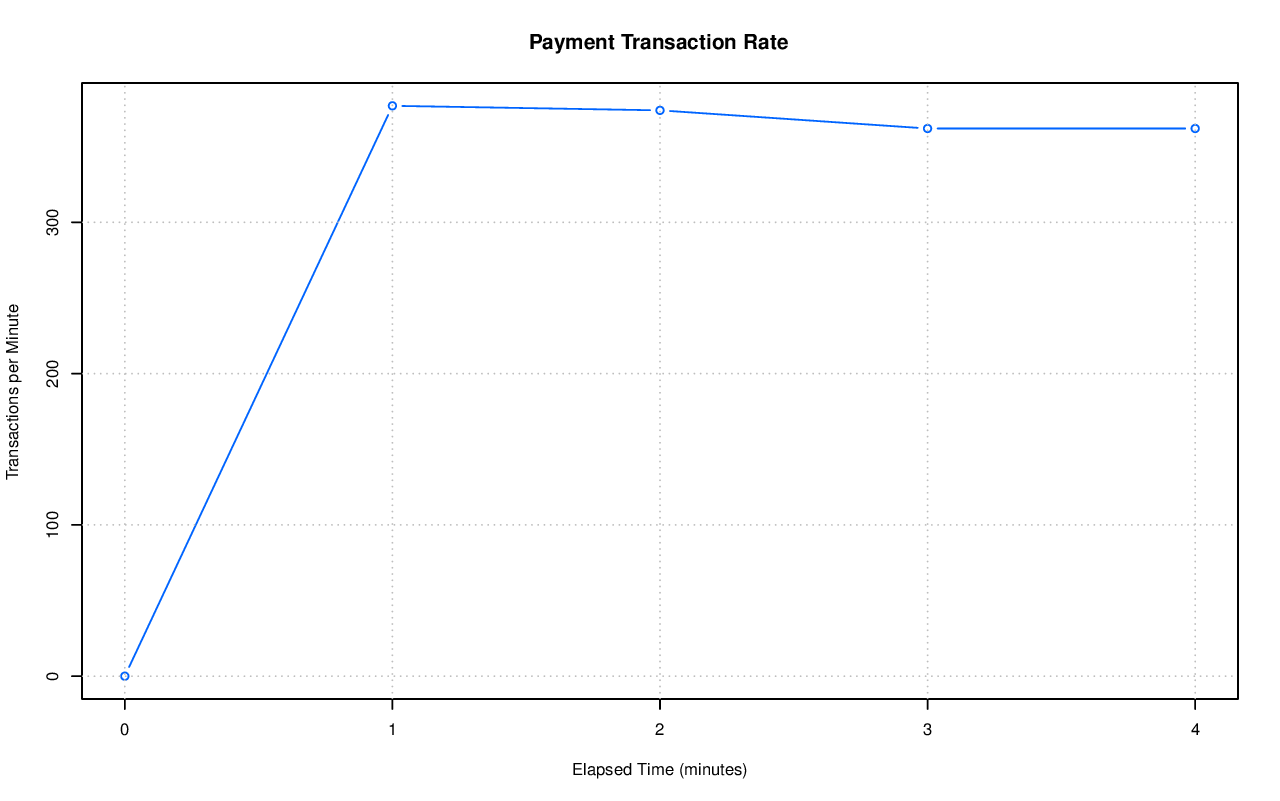 Payment Transaction Rate
Transactions per Minute
300
200
100
0
0 1 2 3 4
Elapsed Time (minutes)